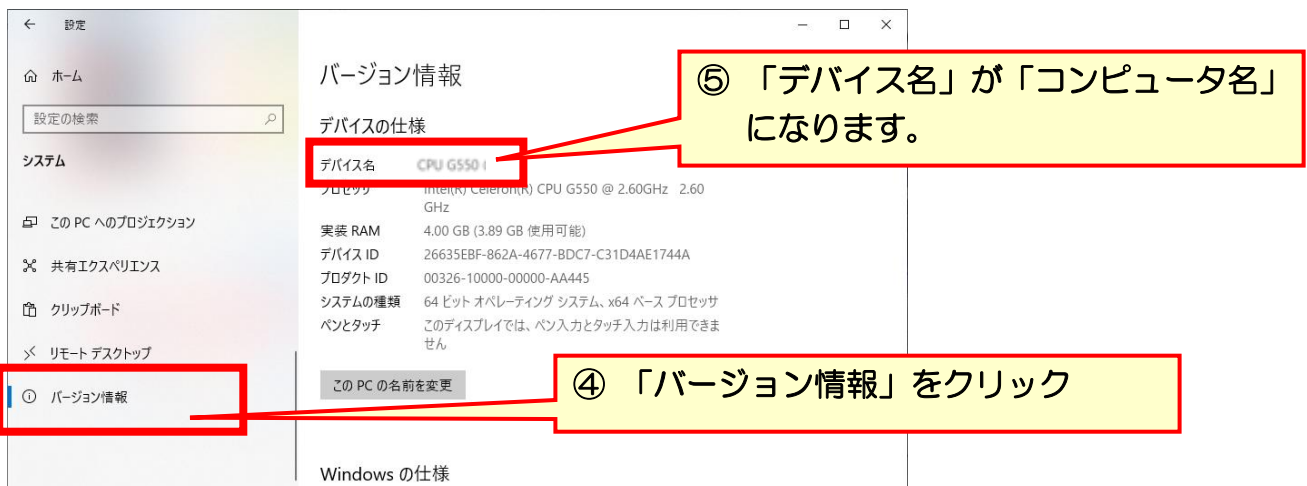 設定
ホーム
設定の検索
システム
この PC へのプロジェクション
共有エクスペリエンス
クリップボード
リモート デスクトップ
バージョン情報
バージョン情報
デバイスの仕様
デバイス名 CPU G550
プロセッサ Intel(R) Celeron(R) CPU G550 @ 2.60GHz 2.60
GHz
実装 RAM 4.00 GB (3.89 GB 使用可能)
デバイス ID 26635EBF-862A-4677-BDC7-C31D4AE1744A
プロダクト ID 00326-10000-00000-AA445
システムの種類 64 ビット オペレーティング システム、x64 ベース プロセッサ
ペンとタッチ このディスプレイでは、ペン入力とタッチ入力は利用できま
せん
この PC の名前を変更
Windows の仕様
⑤ 「デバイス名」が「コンピュータ名」
になります。
④ 「バージョン情報」をクリック